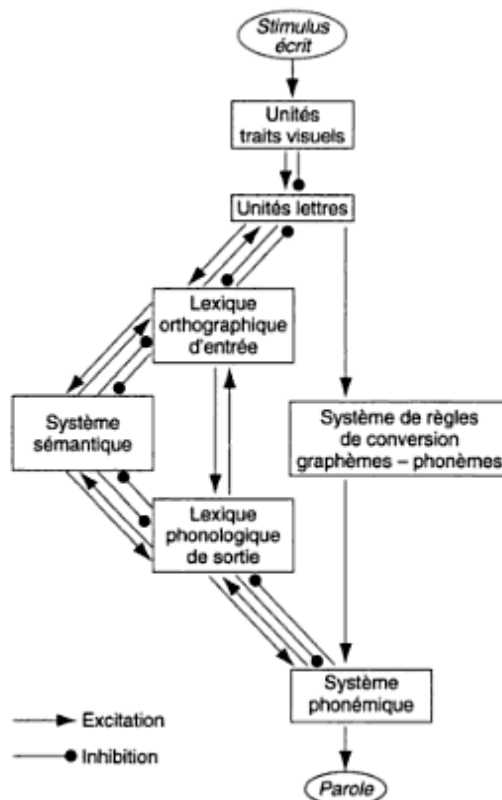 Stimulus
écrit
Unités
traits visuels
Unités lettres
Lexique
orthographique
d'entrée
Système
sémantique
Système de règles
de conversion
graphèmes – phonèmes
Lexique
phonologique
de sortie
Système
phonémique
Excitation
Inhibition
Parole